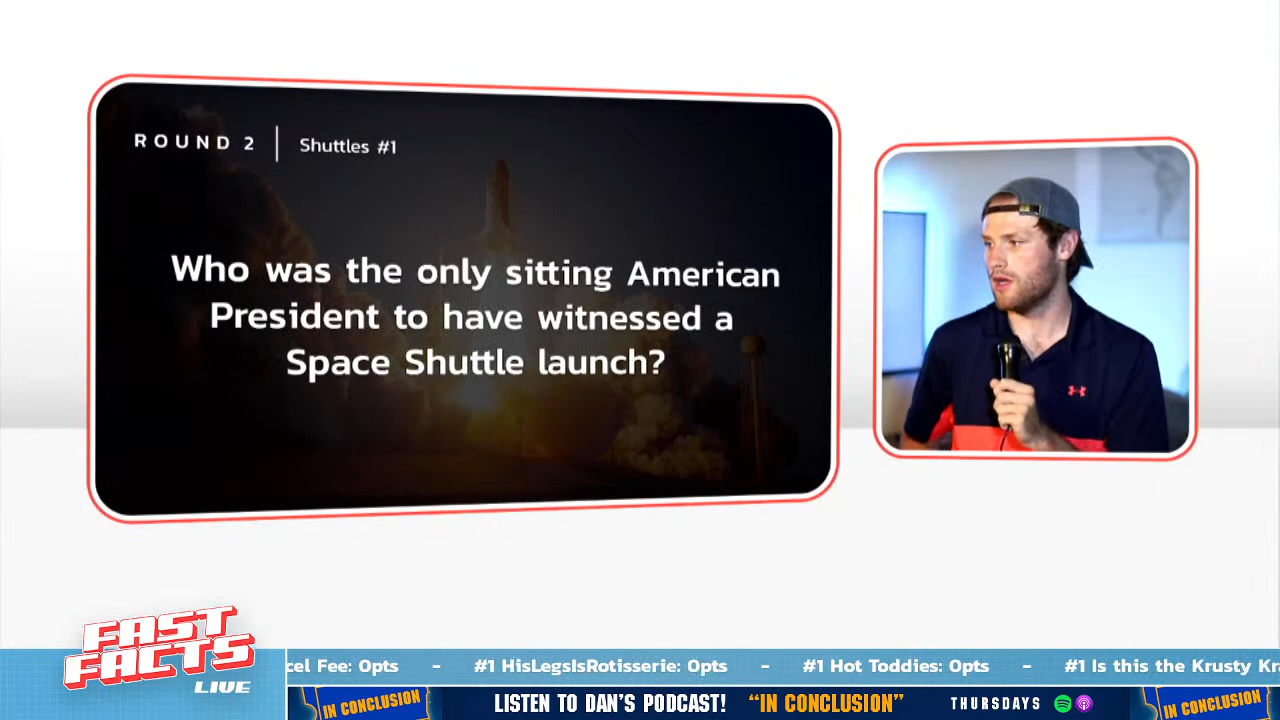 ROUND 2 | Shuttles #1
Who was the only sitting American
President to have witnessed a
Space Shuttle launch?
FAST
FACTS
LIVE
cel Fee: Opts - #1 HisLegsIsRotisserie: Opts - #1 Hot Toddies: Opts - #1 Is this the Krusty Kra
IN CONCLUSION LISTEN TO DAN'S PODCAST! "IN CONCLUSION" THURSDAYS IN CONCLUSION